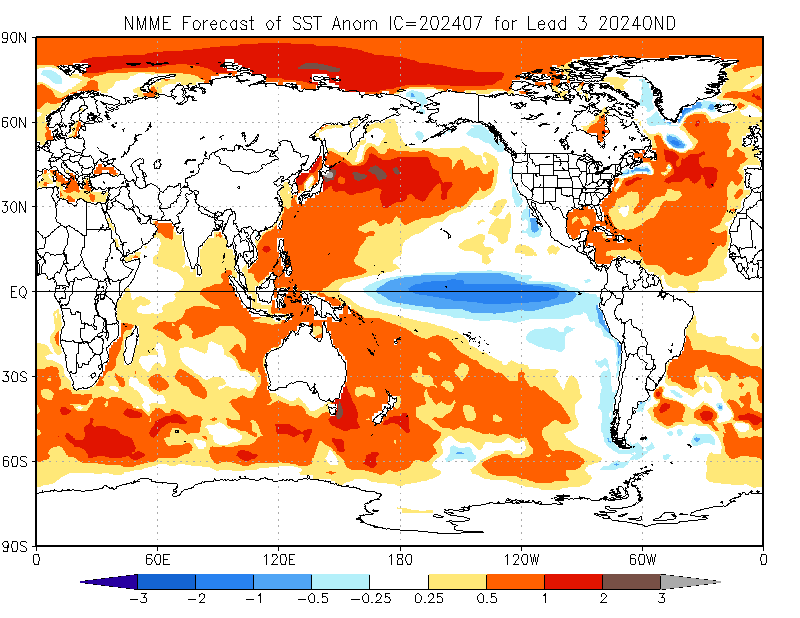 NMME Forecast of SST Anom IC=202407 for Lead 3 2024OND
90N
60N
30N
EQ
30S
60S
90S
0 60E 120E 180 120W 60W 0
-3 -2 -1 -0.5 -0.25 0.25 0.5 1 2 3